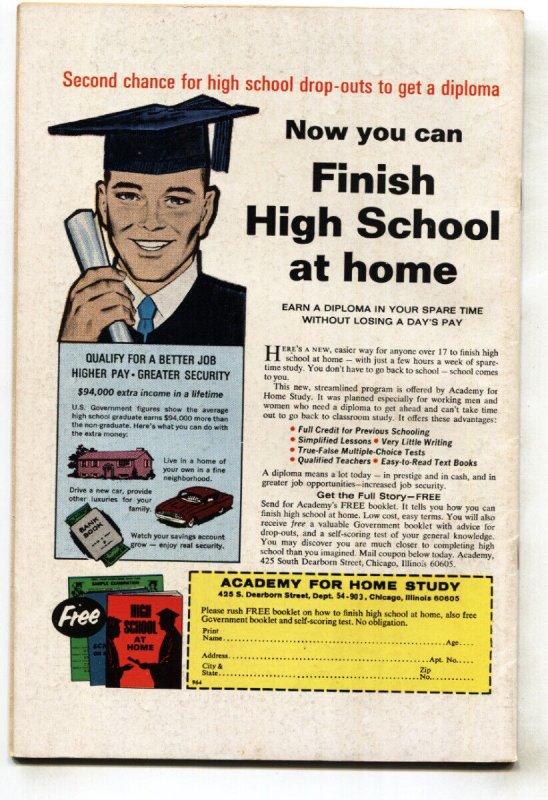 Second chance for high school drop-outs to get a diploma
Now you can
Finish
High School
at home
EARN A DIPLOMA IN YOUR SPARE TIME
WITHOUT LOSING A DAY'S PAY
HERE'S A NEW, easier way for anyone over 17 to finish high
school at home — with just a few hours a week of spare-
time study. You don't have to go back to school — school comes
to you.
This new, streamlined program is offered by Academy for
Home Study. It was planned especially for working men and
women who need a diploma to get ahead and can't take time
out to go back to classroom study. It offers these advantages:
• Full Credit for Previous Schooling
• Simplified Lessons • Very Little Writing
• True-False Multiple-Choice Tests
• Qualified Teachers • Easy-to-Read Text Books
A diploma means a lot today — in prestige and in cash, and in
greater job opportunities—increased job security.
Get the Full Story—FREE
Send for Academy's FREE booklet. It tells you how you can
finish high school at home. Low cost, easy terms. You will also
receive free a valuable Government booklet with advice for
drop-outs, and a self-scoring test of your general knowledge.
You may discover you are much closer to completing high
school than you imagined. Mail coupon below today. Academy,
425 South Dearborn Street, Chicago, Illinois 60605.
QUALIFY FOR A BETTER JOB
HIGHER PAY • GREATER SECURITY
$94,000 extra income in a lifetime
U.S. Government figures show the average
high school graduate earns $94,000 more than
the non-graduate. Here's what you can do with
the extra money:
Live in a home of
your own in a fine
neighborhood.
Drive a new car, provide
other luxuries for your
family.
BANK
BOOK
Watch your savings account
grow — enjoy real security.
Free
SAMPLE EXAMINATION
HIGH
SCHOOL
AT
HOME
ACADEMY FOR HOME STUDY
425 S. Dearborn Street, Dept. 54-903, Chicago, Illinois 60605
Please rush FREE booklet on how to finish high school at home, also free
Government booklet and self-scoring test. No obligation.
Print
Name Age
Address Apt. No.
City & Zip
State No.
964